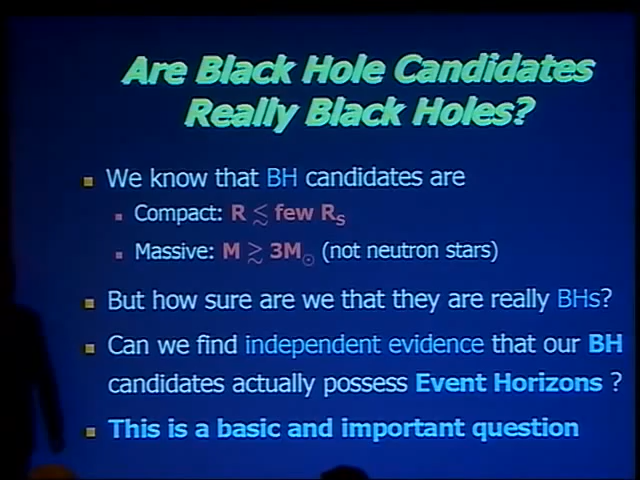 Are Black Hole Candidates
Really Black Holes?
We know that BH candidates are
Compact: R ≲ few R_S
Massive: M ≳ 3M_☉ (not neutron stars)
But how sure are we that they are really BHs?
Can we find independent evidence that our BH
candidates actually possess Event Horizons ?
This is a basic and important question